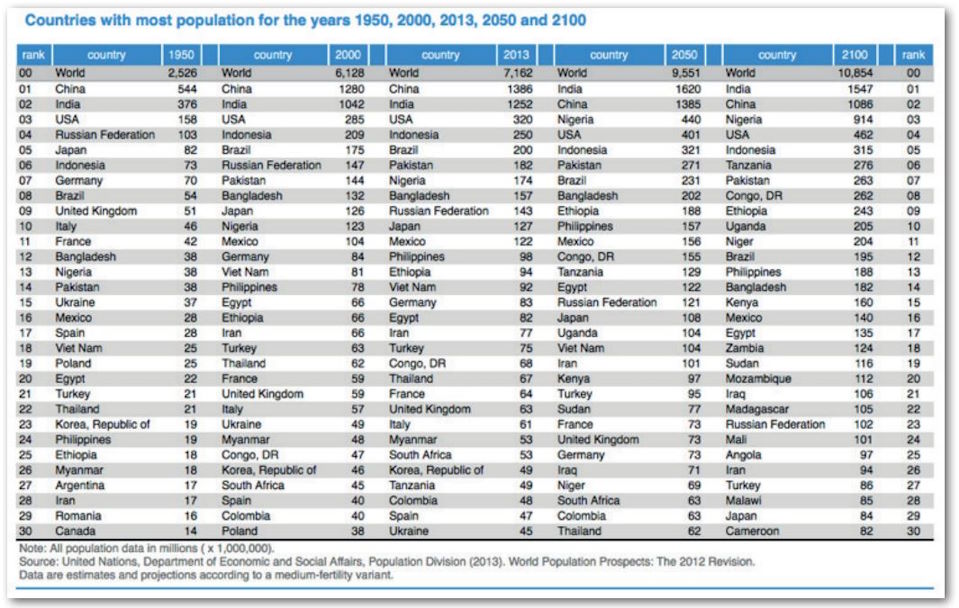 Countries with most population for the years 1950, 2000, 2013, 2050 and 2100
rank country 1950 country 2000 country 2013 country 2050 country 2100 rank
00 World 2,526 World 6,128 World 7,162 World 9,551 World 10,854 00
01 China 544 China 1280 China 1386 India 1620 India 1547 01
02 India 376 India 1042 India 1252 China 1385 China 1086 02
03 USA 158 USA 285 USA 320 Nigeria 440 Nigeria 914 03
04 Russian Federation 103 Indonesia 209 Indonesia 250 USA 401 USA 462 04
05 Japan 82 Brazil 175 Brazil 200 Indonesia 321 Indonesia 315 05
06 Indonesia 73 Russian Federation 147 Pakistan 182 Pakistan 271 Tanzania 276 06
07 Germany 70 Pakistan 144 Nigeria 174 Brazil 231 Pakistan 263 07
08 Brazil 54 Bangladesh 132 Bangladesh 157 Bangladesh 202 Congo, DR 262 08
09 United Kingdom 51 Japan 126 Russian Federation 143 Ethiopia 188 Ethiopia 243 09
10 Italy 46 Nigeria 123 Japan 127 Philippines 157 Uganda 205 10
11 France 42 Mexico 104 Mexico 122 Mexico 156 Niger 204 11
12 Bangladesh 38 Germany 84 Philippines 98 Congo, DR 155 Brazil 195 12
13 Nigeria 38 Viet Nam 81 Ethiopia 94 Tanzania 129 Philippines 188 13
14 Pakistan 38 Philippines 78 Viet Nam 92 Egypt 122 Bangladesh 182 14
15 Ukraine 37 Egypt 66 Germany 83 Russian Federation 121 Kenya 160 15
16 Mexico 28 Ethiopia 66 Egypt 82 Japan 108 Mexico 140 16
17 Spain 28 Iran 66 Iran 77 Uganda 104 Egypt 135 17
18 Viet Nam 25 Turkey 63 Turkey 75 Viet Nam 104 Zambia 124 18
19 Poland 25 Thailand 62 Congo, DR 68 Iran 101 Sudan 116 19
20 Egypt 22 France 59 Thailand 67 Kenya 97 Mozambique 112 20
21 Turkey 21 United Kingdom 59 France 64 Turkey 95 Iraq 106 21
22 Thailand 21 Italy 57 United Kingdom 63 Sudan 77 Madagascar 105 22
23 Korea, Republic of 19 Ukraine 49 Italy 61 France 73 Russian Federation 102 23
24 Philippines 19 Myanmar 48 Myanmar 53 United Kingdom 73 Mali 101 24
25 Ethiopia 18 Congo, DR 47 South Africa 53 Germany 73 Angola 97 25
26 Myanmar 18 Korea, Republic of 46 Korea, Republic of 49 Iraq 71 Iran 94 26
27 Argentina 17 South Africa 45 Tanzania 49 Niger 69 Turkey 86 27
28 Iran 17 Spain 40 Colombia 48 South Africa 63 Malawi 85 28
29 Romania 16 Colombia 40 Spain 47 Colombia 63 Japan 84 29
30 Canada 14 Poland 38 Ukraine 45 Thailand 62 Cameroon 82 30
Note: All population data in millions ( x 1,000,000).
Source: United Nations, Department of Economic and Social Affairs, Population Division (2013). World Population Prospects: The 2012 Revision.
Data are estimates and projections according to a medium-fertility variant.